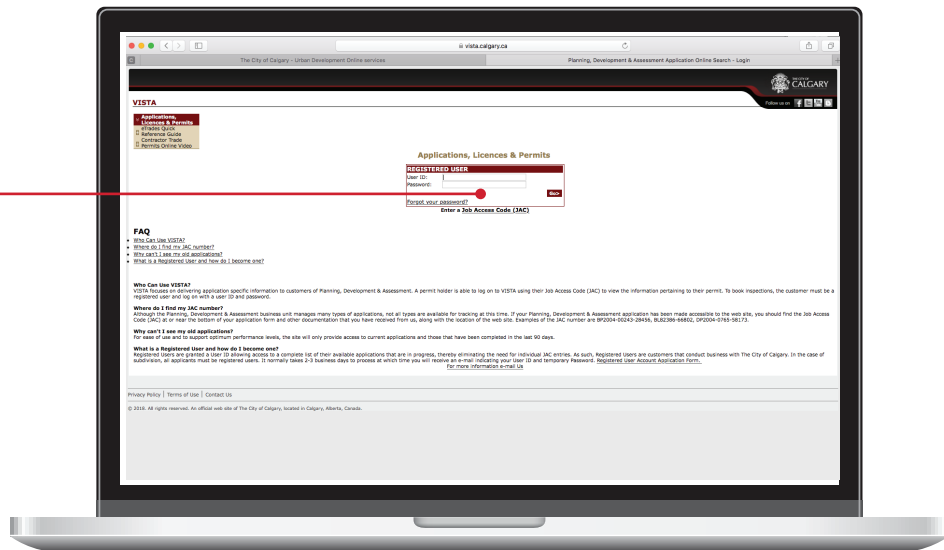 vista.calgary.ca
The City of Calgary - Urban Development Online services
Planning, Development & Assessment Application Online Search - Login
THE CITY OF
CALGARY
VISTA
Follow us on
Applications,
Licences & Permits
eTrades Quick
Reference Guide
Contractor Trade
Permits Online Video
Applications, Licences & Permits
REGISTERED USER
User ID:
Password:
Go>
Forgot your password?
Enter a Job Access Code (JAC)
FAQ
Who Can Use VISTA?
Where do I find my JAC number?
Why can't I see my old applications?
What is a Registered User and how do I become one?
Who Can Use VISTA?
VISTA focuses on delivering application specific information to customers of Planning, Development & Assessment. A permit holder is able to log on to VISTA using their Job Access Code (JAC) to view the information pertaining to their permit. To book inspections, the customer must be a
registered user and log on with a user ID and password.
Where do I find my JAC number?
Although the Planning, Development & Assessment business unit manages many types of applications, not all types are available for tracking at this time. If your Planning, Development & Assessment application has been made accessible to the web site, you should find the Job Access
Code (JAC) at or near the bottom of your application form and other documentation that you have received from us, along with the location of the web site. Examples of the JAC number are BP2004-00243-28456, BL82386-66802, DP2004-0765-58173.
Why can't I see my old applications?
For ease of use and to support optimum performance levels, the site will only provide access to current applications and those that have been completed in the last 90 days.
What is a Registered User and how do I become one?
Registered Users are granted a User ID allowing access to a complete list of their available applications that are in progress, thereby eliminating the need for individual JAC entries. As such, Registered Users are customers that conduct business with The City of Calgary. In the case of
subdivision, all applicants must be registered users. It normally takes 2-3 business days to process at which time you will receive an e-mail indicating your User ID and temporary Password. Registered User Account Application Form.
For more information e-mail Us
Privacy Policy | Terms of Use | Contact Us
© 2018. All rights reserved. An official web site of The City of Calgary, located in Calgary, Alberta, Canada.